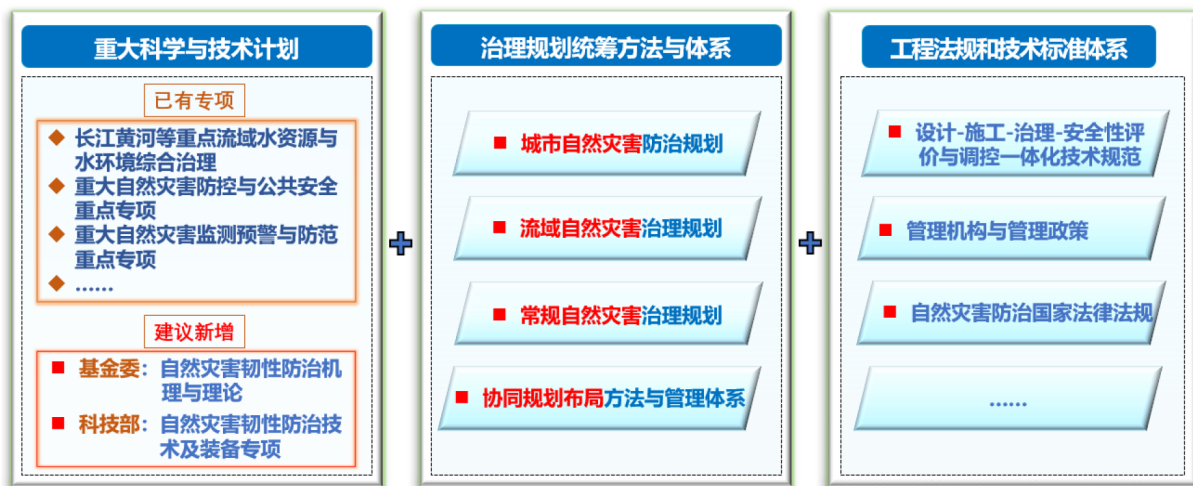 重大科学与技术计划
已有专项
长江黄河等重点流域水资源与
水环境综合治理
重大自然灾害防控与公共安全
重点专项
重大自然灾害监测预警与防范
重点专项
......
建议新增
基金委：自然灾害韧性防治机
理与理论
科技部：自然灾害韧性防治技
术及装备专项
+
治理规划统筹方法与体系
城市自然灾害防治规划
流域自然灾害治理规划
常规自然灾害治理规划
协同规划布局方法与管理体系
+
工程法规和技术标准体系
设计-施工-治理-安全性评
价与调控一体化技术规范
管理机构与管理政策
自然灾害防治国家法律法规
......